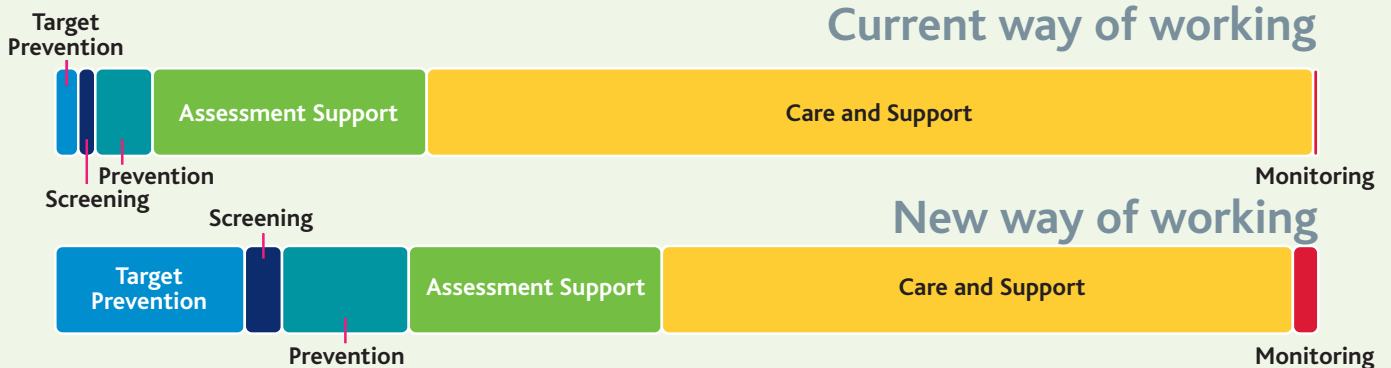 Current way of working
Target
Prevention
Assessment Support
Care and Support
Prevention
Screening
Monitoring
New way of working
Screening
Target
Prevention
Assessment Support
Care and Support
Prevention
Monitoring